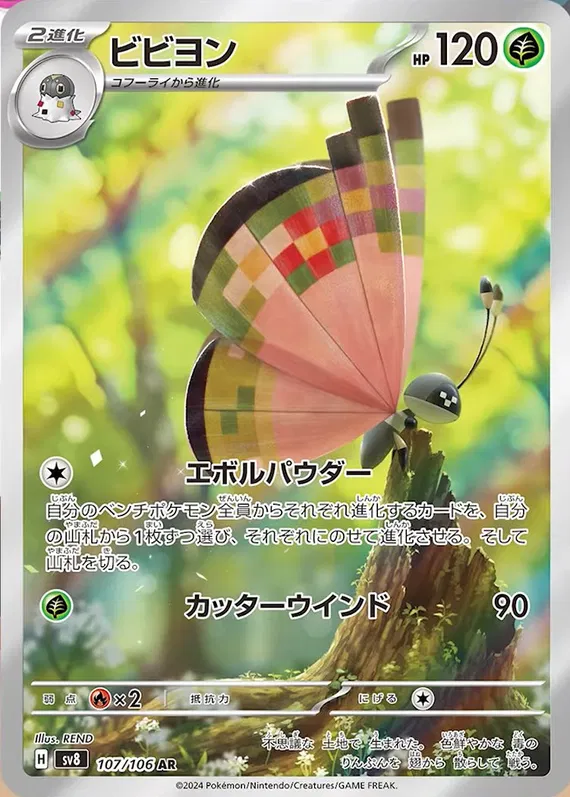 2進化 ビビヨン HP 120
コフーライから進化
エボルパウダー
自分のベンチポケモン全員からそれぞれ進化するカードを、自分
の山札から1枚ずつ選び、それぞれにのせて進化させる。そして
山札を切る。
カッターウインド 90
弱点 ×2 抵抗力 にげる
Illus. REND
H sv8 107/106 AR
不思議な 土地で 生まれた。 色鮮やかな 毒の
りんぷんを 翅から 散らして 戦う。
©2024 Pokémon/Nintendo/Creatures/GAME FREAK.